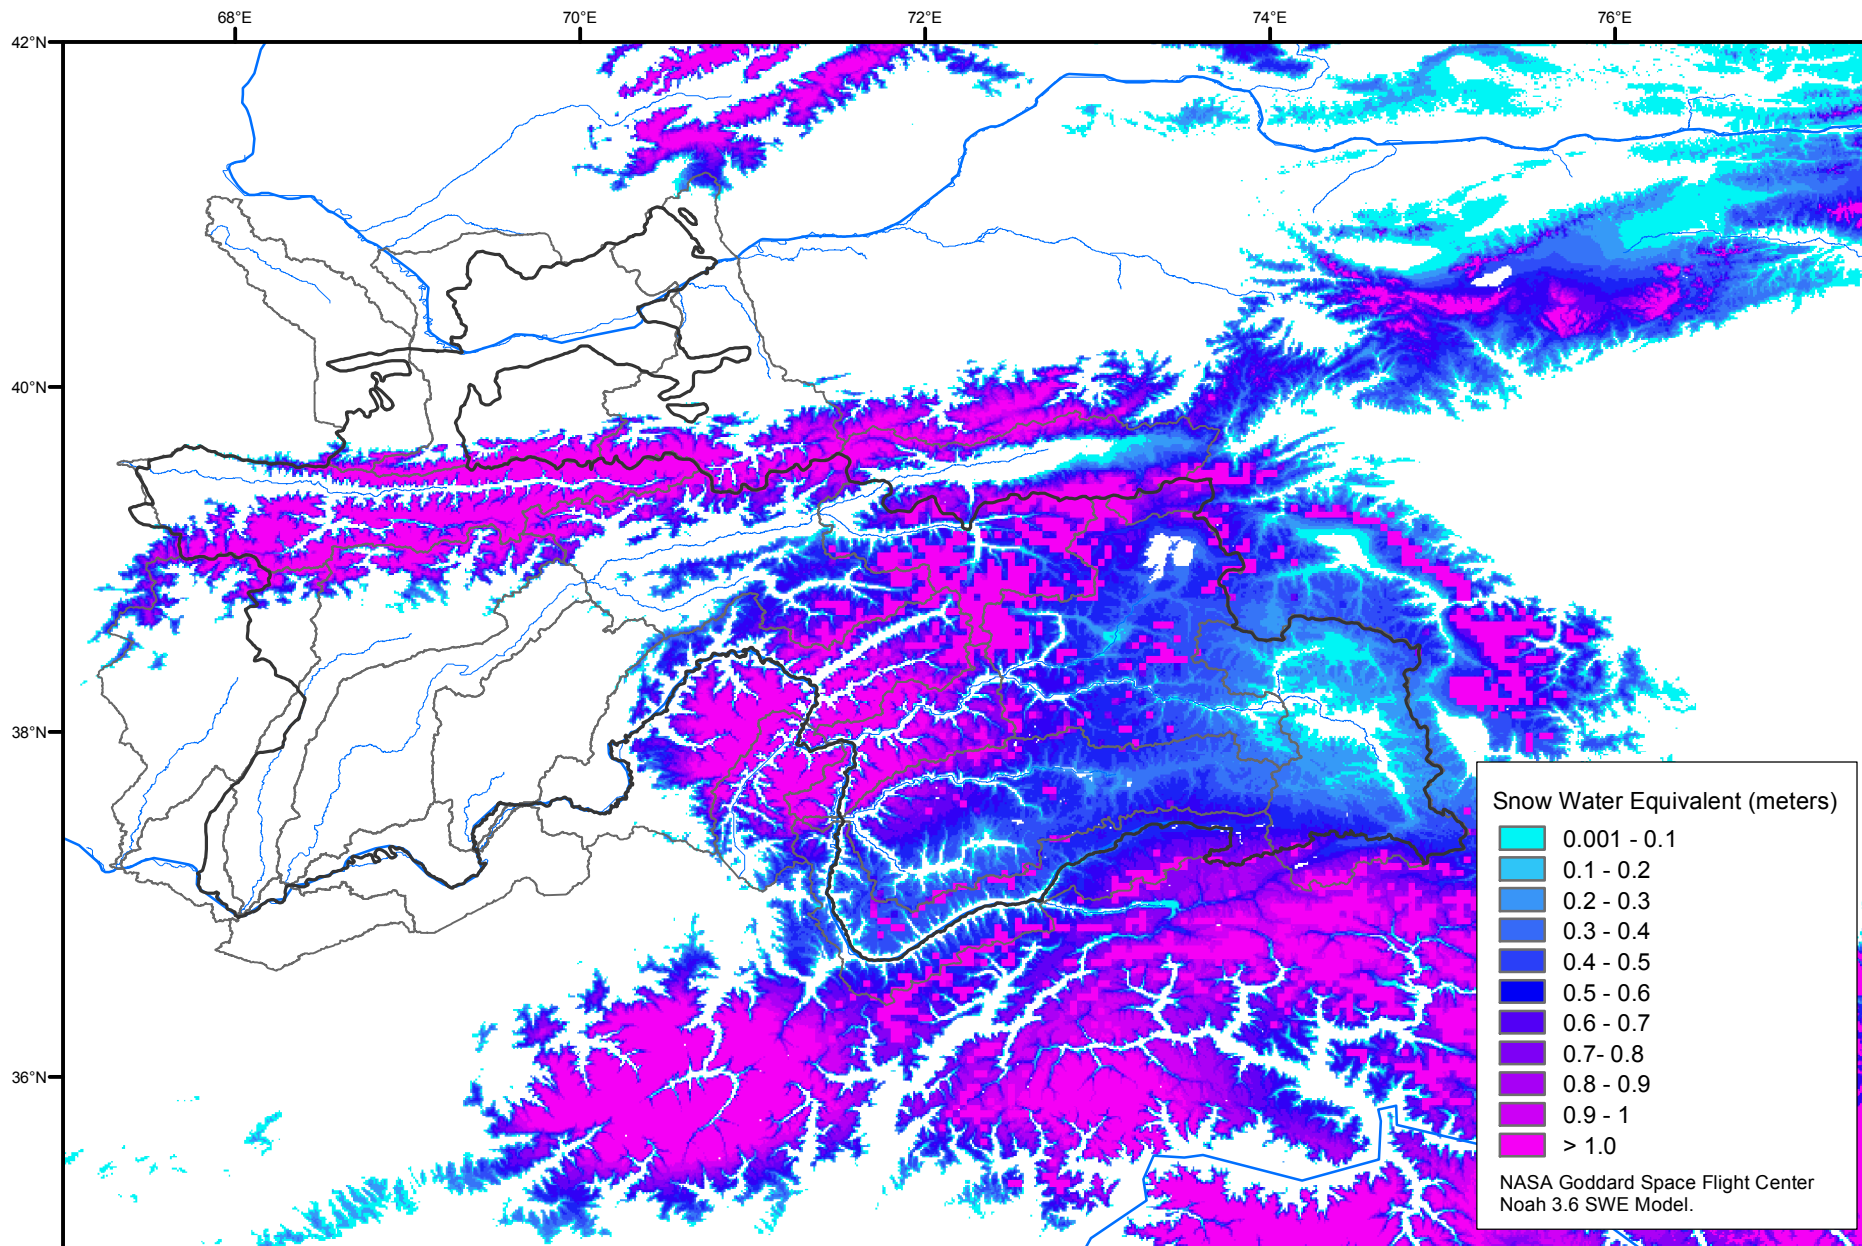 68°E
70°E
72°E
74°E
76°E
42°N
40°N
38°N
36°N
Snow Water Equivalent (meters)
0.001 - 0.1
0.1 - 0.2
0.2 - 0.3
0.3 - 0.4
0.4 - 0.5
0.5 - 0.6
0.6 - 0.7
0.7- 0.8
0.8 - 0.9
0.9 - 1
> 1.0
NASA Goddard Space Flight Center
Noah 3.6 SWE Model.